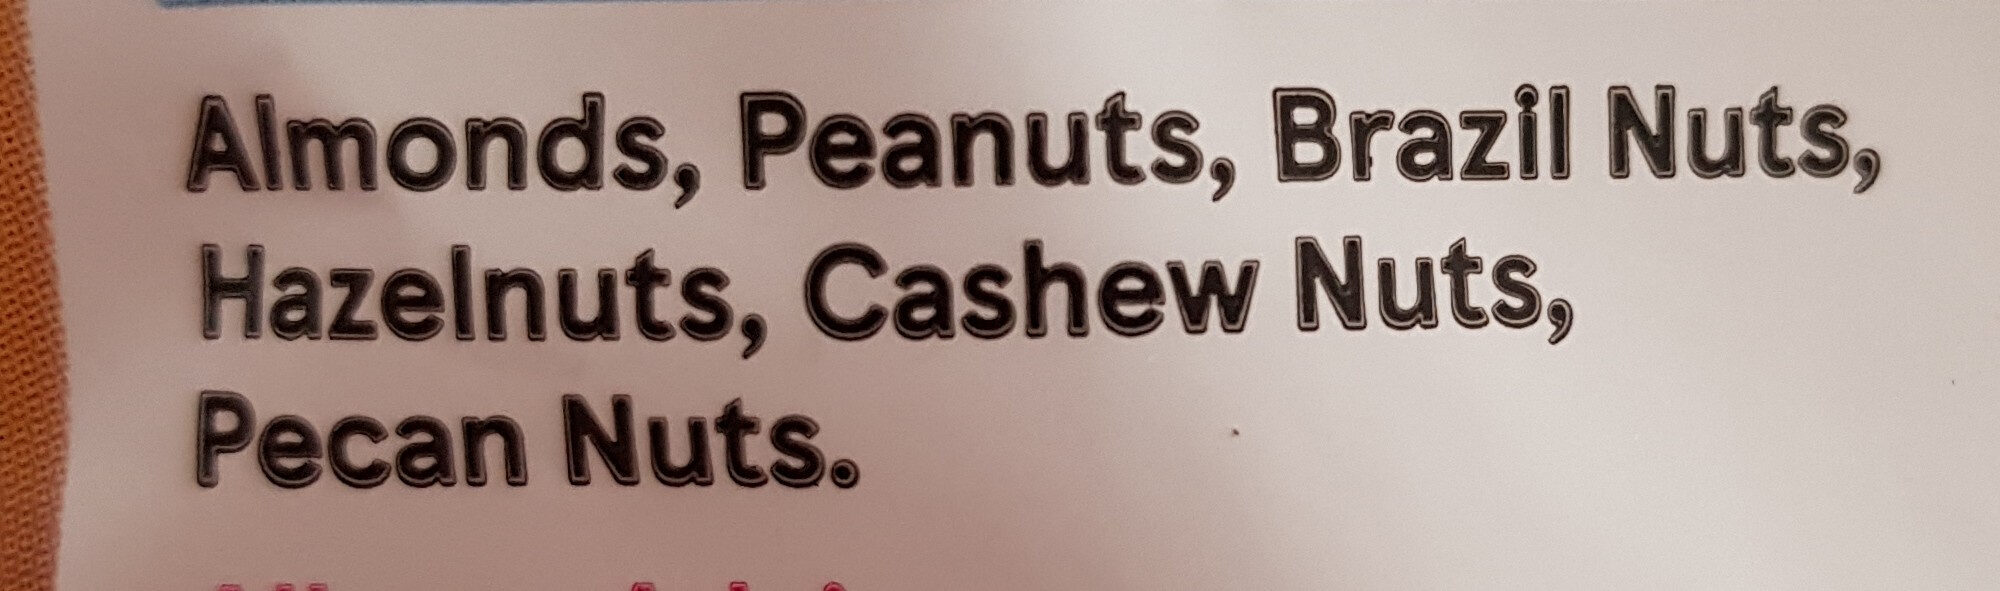 Almonds, Peanuts, Brazil Nuts,
Hazelnuts, Cashew Nuts,
Pecan Nuts.